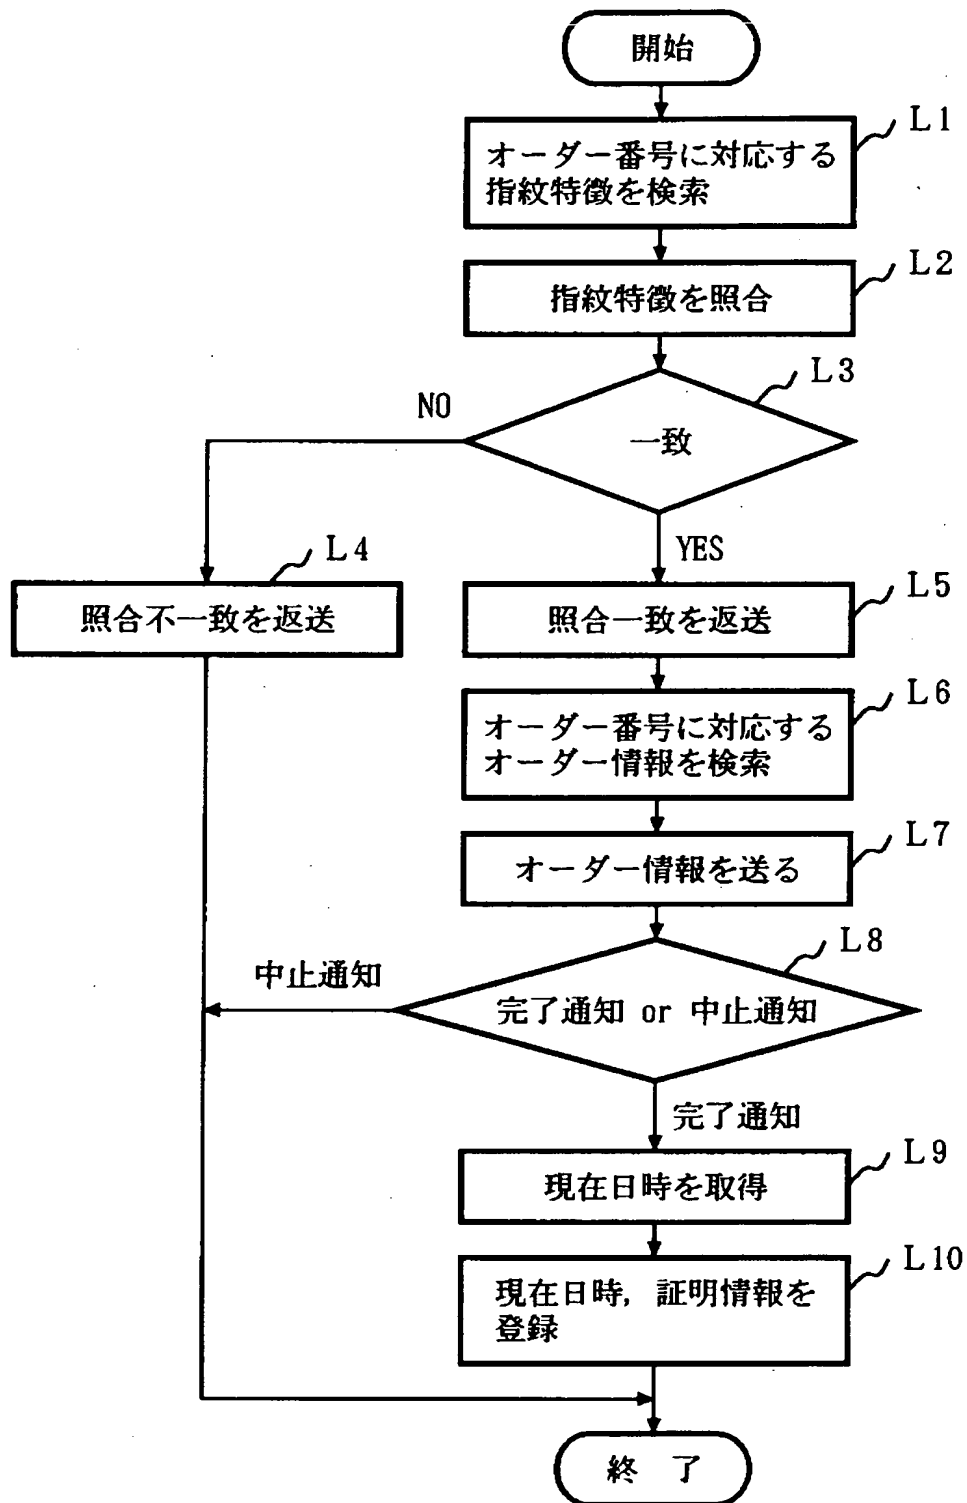 開始
L1
オーダー番号に対応する
指紋特徴を検索
L2
指紋特徴を照合
L3
NO
一致
YES
L4
照合不一致を返送
L5
照合一致を返送
L6
オーダー番号に対応する
オーダー情報を検索
L7
オーダー情報を送る
L8
中止通知
完了通知 or 中止通知
完了通知
L9
現在日時を取得
L10
現在日時，証明情報を
登録
終 了